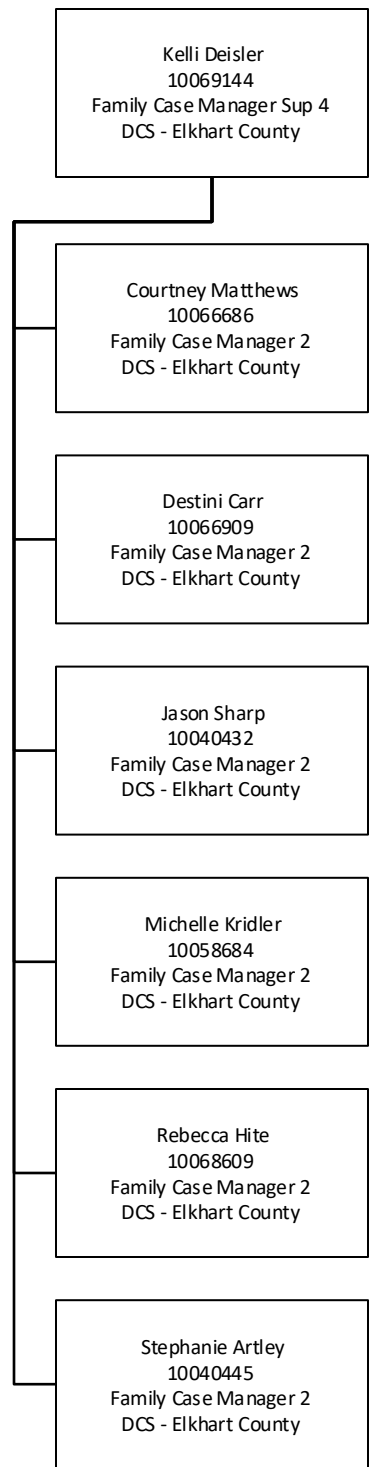 Kelli Deisler
10069144
Family Case Manager Sup 4
DCS - Elkhart County
Courtney Matthews
10066686
Family Case Manager 2
DCS - Elkhart County
Destini Carr
10066909
Family Case Manager 2
DCS - Elkhart County
Jason Sharp
10040432
Family Case Manager 2
DCS - Elkhart County
Michelle Kridler
10058684
Family Case Manager 2
DCS - Elkhart County
Rebecca Hite
10068609
Family Case Manager 2
DCS - Elkhart County
Stephanie Artley
10040445
Family Case Manager 2
DCS - Elkhart County